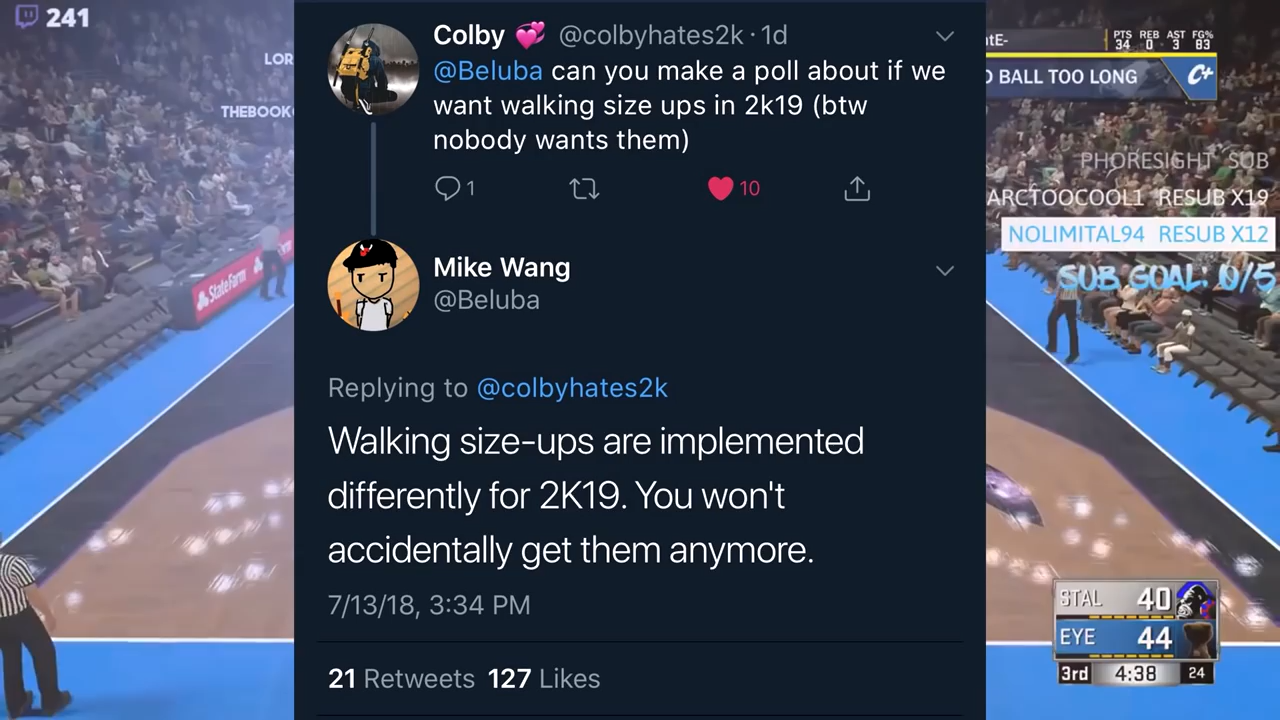 241
LOR
THEBOOK
Colby 💞 @colbyhates2k · 1d
@Beluba can you make a poll about if we
want walking size ups in 2k19 (btw
nobody wants them)
1
10
Mike Wang
@Beluba
Replying to @colbyhates2k
Walking size-ups are implemented
differently for 2K19. You won't
accidentally get them anymore.
7/13/18, 3:34 PM
21 Retweets 127 Likes
StateFarm
PTS REB AST FG%
34 0 3 83
BALL TOO LONG
C+
PHORESIGHT SUB
ARCTOOCOOL1 RESUB X19
NOLIMITAL94 RESUB X12
SUB GOAL: 0/5
STAL 40
EYE 44
3rd 4:38 24